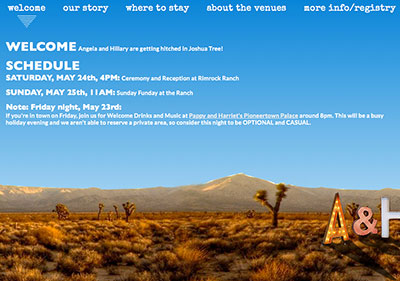 welcome our story where to stay about the venues more info/registry
WELCOME Angela and Hillary are getting hitched in Joshua Tree!
SCHEDULE
SATURDAY, MAY 24th, 4PM: Ceremony and Reception at Rimrock Ranch
SUNDAY, MAY 25th, 11AM: Sunday Funday at the Ranch
Note: Friday night, May 23rd:
If you're in town on Friday, join us for Welcome Drinks and Music at Pappy and Harriet's Pioneertown Palace around 8pm. This will be a busy
holiday evening and we aren't able to reserve a private area, so consider this night to be OPTIONAL and CASUAL.
A&H